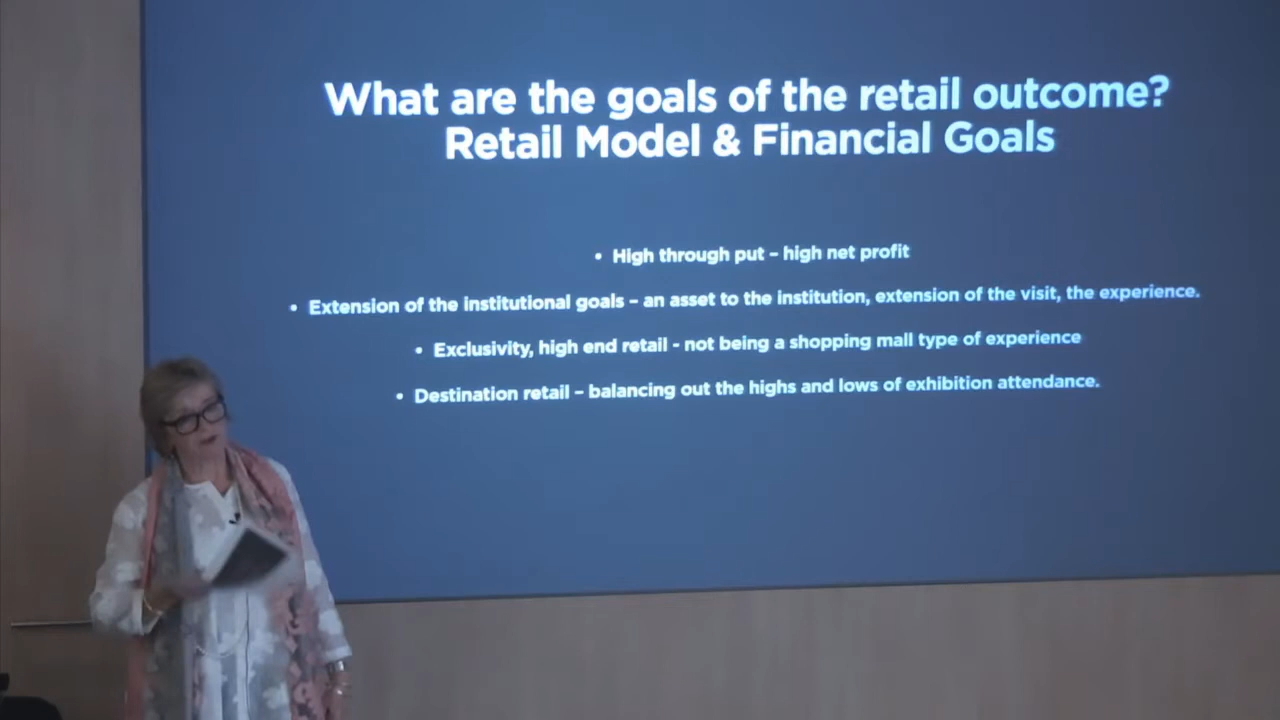 What are the goals of the retail outcome?
Retail Model & Financial Goals
• High through put – high net profit
• Extension of the institutional goals – an asset to the institution, extension of the visit, the experience.
• Exclusivity, high end retail - not being a shopping mall type of experience
• Destination retail – balancing out the highs and lows of exhibition attendance.